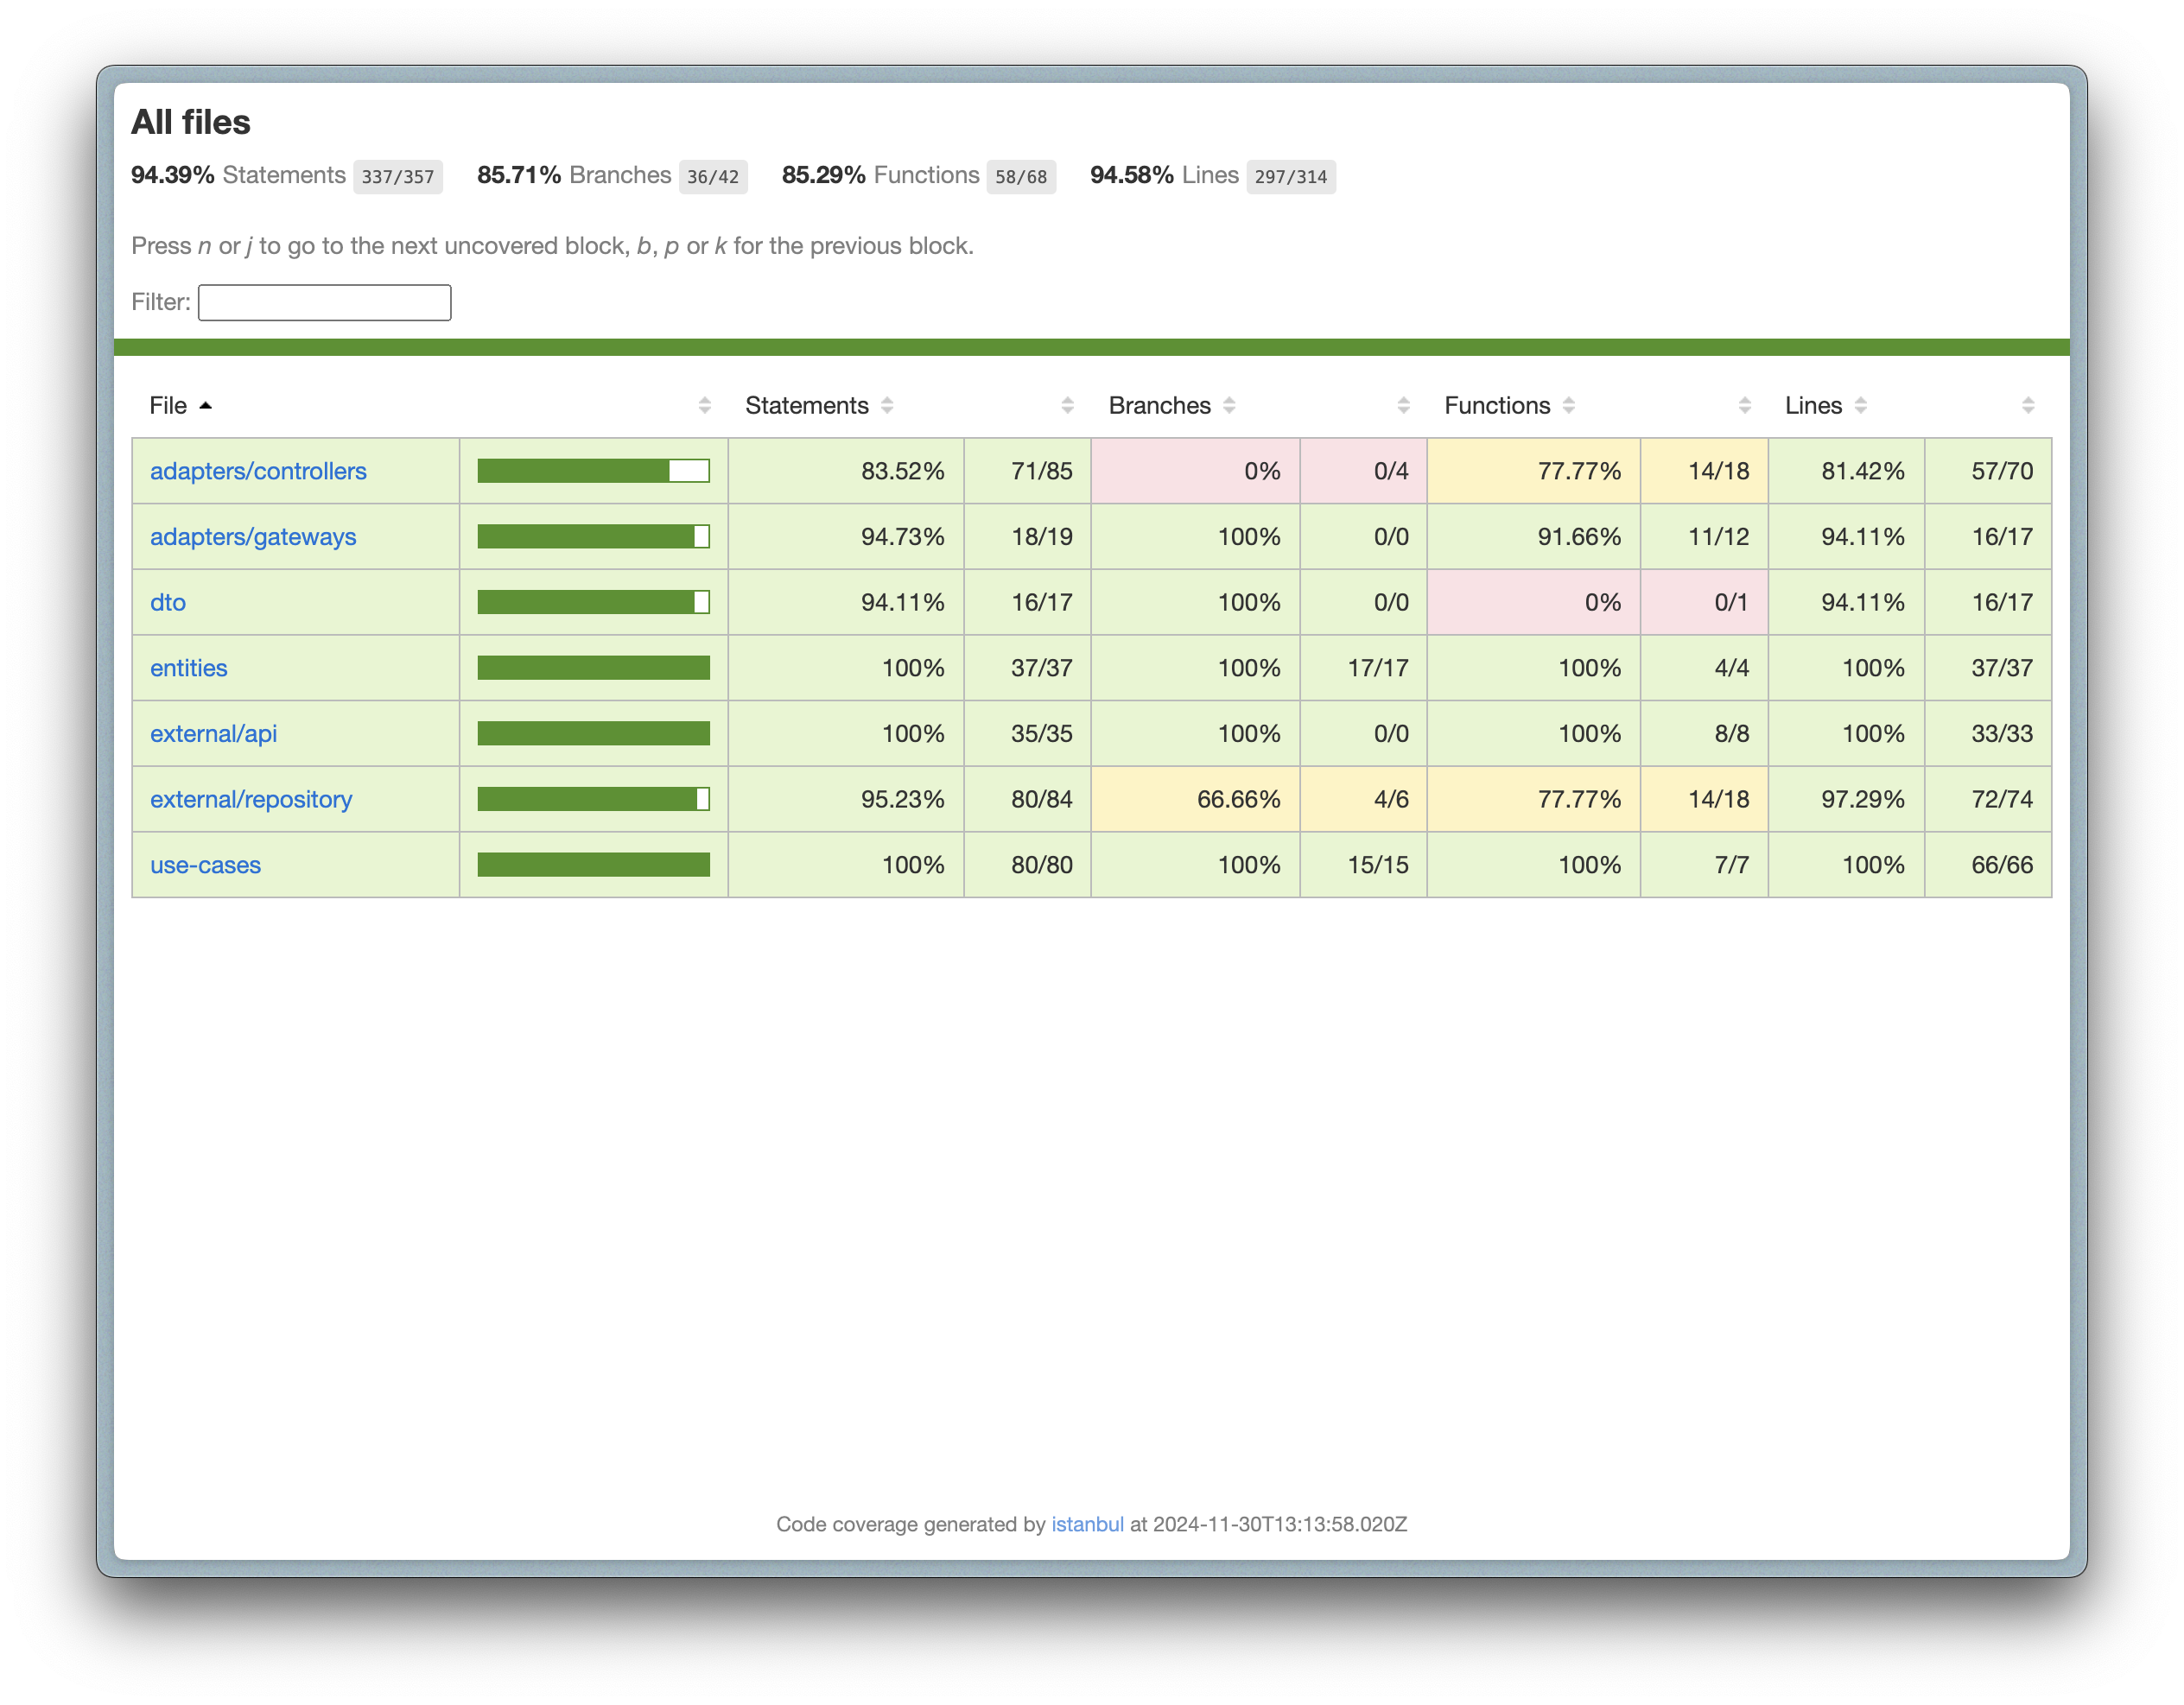 All files
94.39% Statements 337/357 85.71% Branches 36/42 85.29% Functions 58/68 94.58% Lines 297/314
Press n or j to go to the next uncovered block, b, p or k for the previous block.
Filter:
File Statements Branches Functions Lines
adapters/controllers 83.52% 71/85 0% 0/4 77.77% 14/18 81.42% 57/70
adapters/gateways 94.73% 18/19 100% 0/0 91.66% 11/12 94.11% 16/17
dto 94.11% 16/17 100% 0/0 0% 0/1 94.11% 16/17
entities 100% 37/37 100% 17/17 100% 4/4 100% 37/37
external/api 100% 35/35 100% 0/0 100% 8/8 100% 33/33
external/repository 95.23% 80/84 66.66% 4/6 77.77% 14/18 97.29% 72/74
use-cases 100% 80/80 100% 15/15 100% 7/7 100% 66/66
Code coverage generated by istanbul at 2024-11-30T13:13:58.020Z